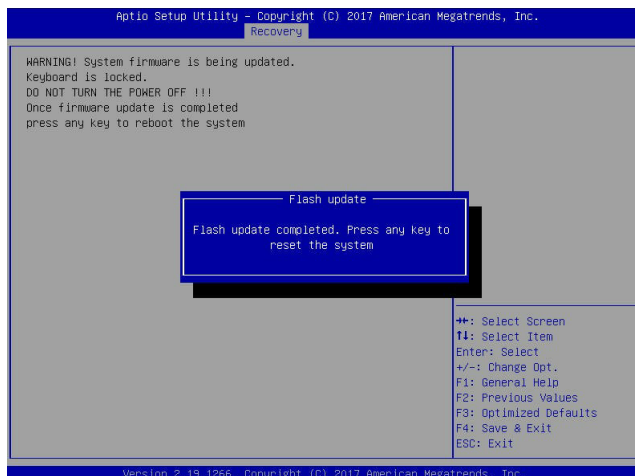 Aptio Setup Utility – Copyright (C) 2017 American Megatrends, Inc.
Recovery
WARNING! System firmware is being updated.
Keyboard is locked.
DO NOT TURN THE POWER OFF !!!
Once firmware update is completed
press any key to reboot the system
Flash update
Flash update completed. Press any key to
reset the system
→←: Select Screen
↑↓: Select Item
Enter: Select
+/-: Change Opt.
F1: General Help
F2: Previous Values
F3: Optimized Defaults
F4: Save & Exit
ESC: Exit
Version 2.19.1266. Copyright (C) 2017 American Megatrends, Inc.